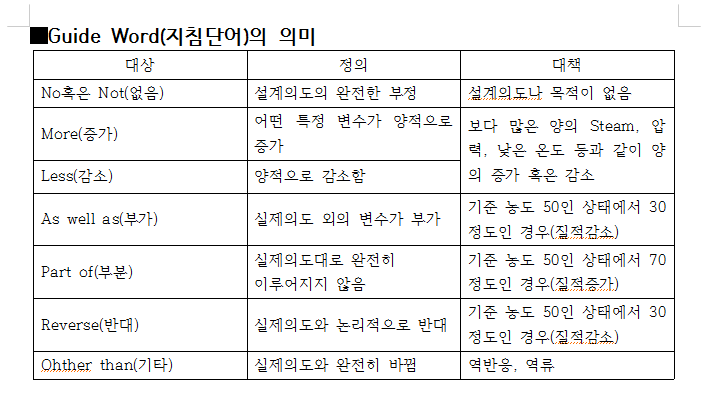 ■Guide Word(지침단어)의 의미
대상 정의 대책
No혹은 Not(없음) 설계의도의 완전한 부정 설계의도나 목적이 없음
More(증가) 어떤 특정 변수가 양적으로
증가
보다 많은 양의 Steam, 압
력, 낮은 온도 등과 같이 양
의 증가 혹은 감소
Less(감소) 양적으로 감소함
As well as(부가) 실제의도 외의 변수가 부가 기준 농도 50인 상태에서 30
정도인 경우(질적감소)
Part of(부분) 실제의도대로 완전히
이루어지지 않음
기준 농도 50인 상태에서 70
정도인 경우(질적증가)
Reverse(반대) 실제의도와 논리적으로 반대 기준 농도 50인 상태에서 30
정도인 경우(질적감소)
Ohther than(기타) 실제의도와 완전히 바뀜 역반응, 역류